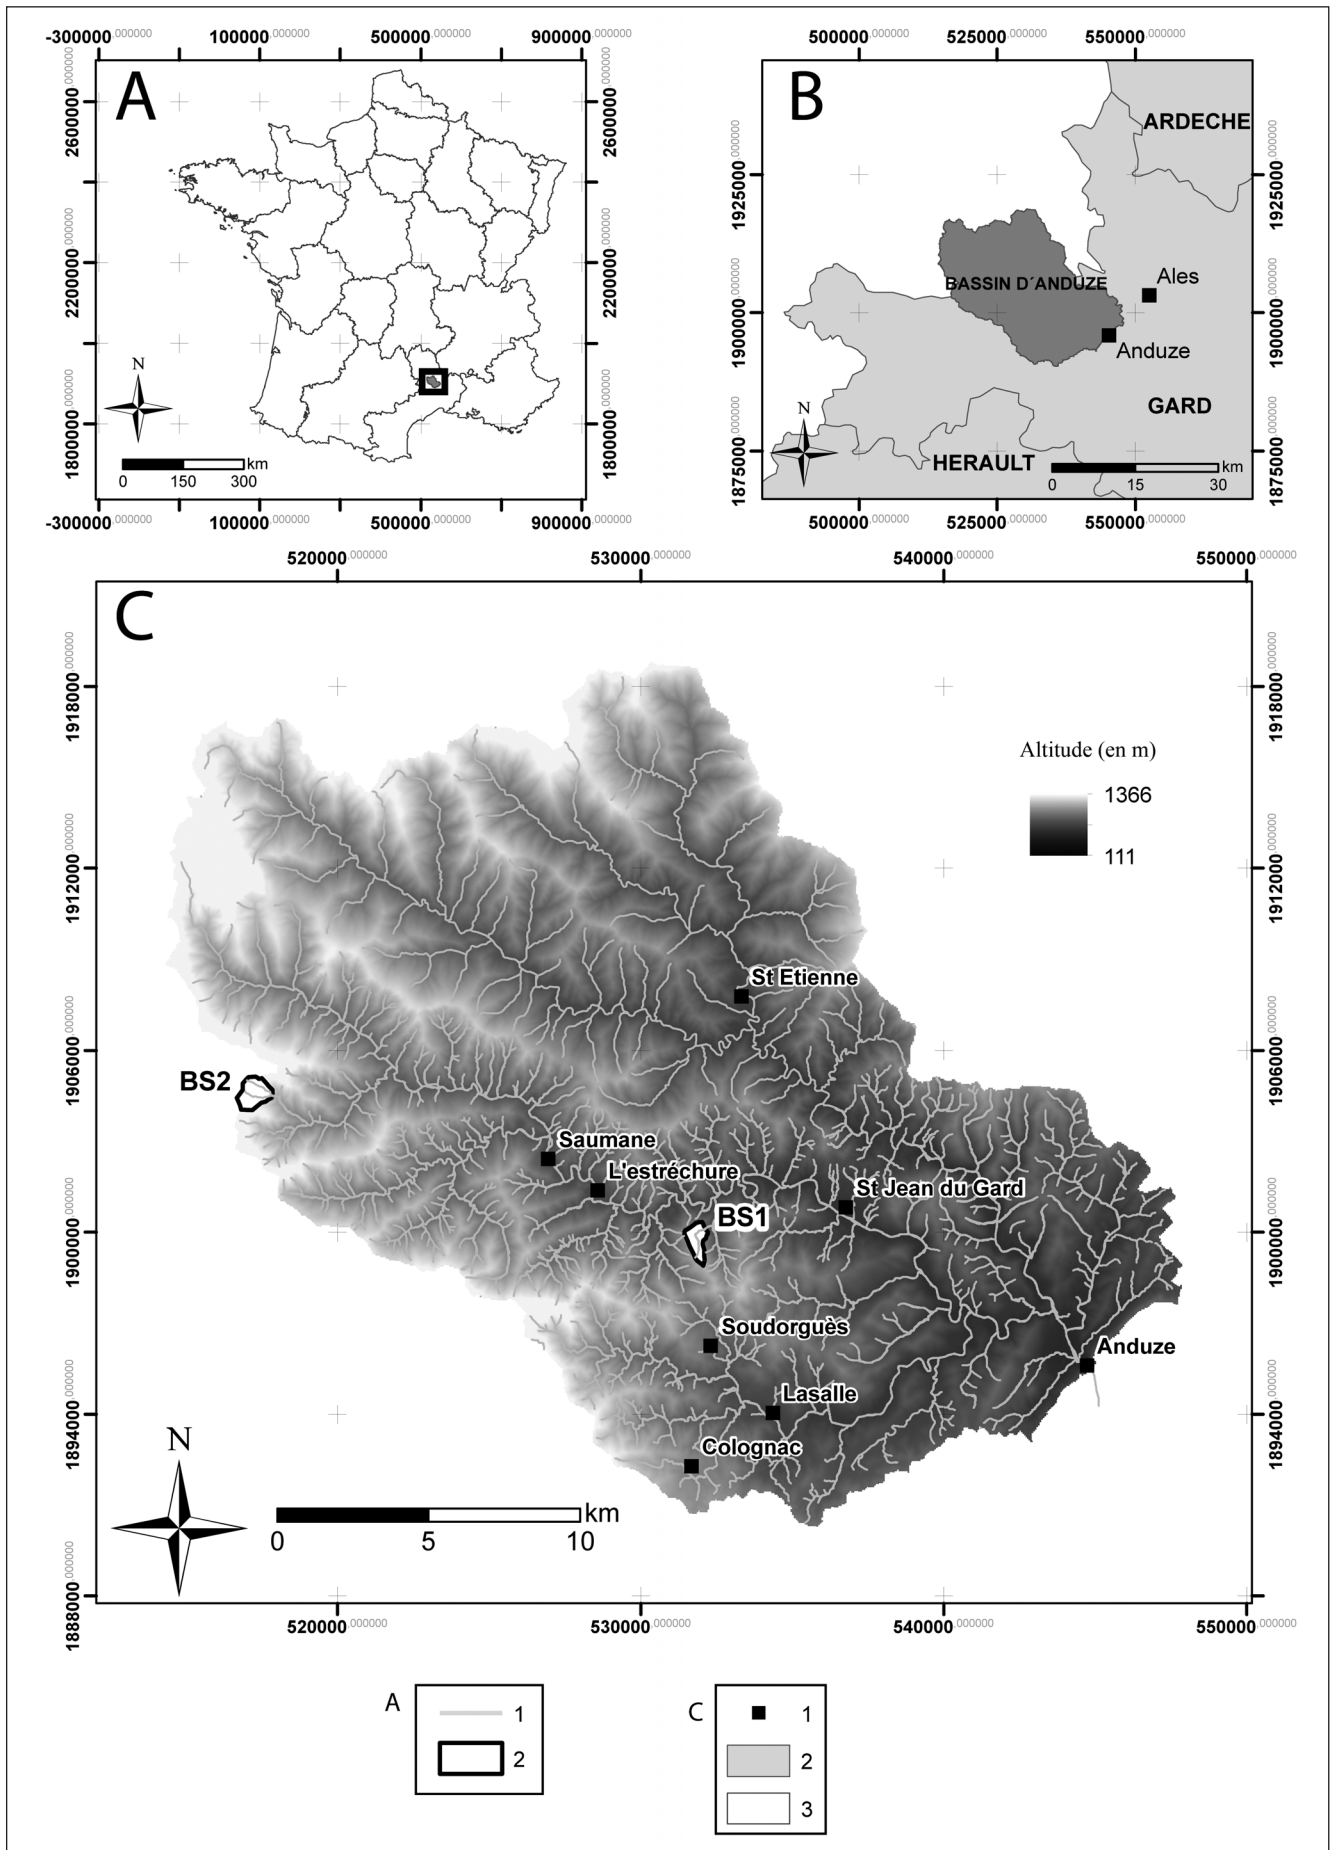 -300000,000000 100000,000000 500000,000000 900000,000000
A
2600000,000000
2200000,000000
1800000,000000
2600000,000000
2200000,000000
1800000,000000
N
km
0 150 300
-300000,000000 100000,000000 500000,000000 900000,000000
500000,000000 525000,000000 550000,000000
B
1925000,000000
1900000,000000
1875000,000000
1925000,000000
1900000,000000
1875000,000000
ARDECHE
BASSIN D´ANDUZE
Ales
Anduze
GARD
HERAULT
N
km
0 15 30
500000,000000 525000,000000 550000,000000
520000,000000 530000,000000 540000,000000 550000,000000
C
1918000,000000
1912000,000000
1906000,000000
1900000,000000
1894000,000000
1888000,000000
1918000,000000
1912000,000000
1906000,000000
1900000,000000
1894000,000000
1888000,000000
Altitude (en m)
1366
111
St Etienne
BS2
Saumane
L'estréchure
St Jean du Gard
BS1
Soudorguès
Anduze
Lasalle
Colognac
N
km
0 5 10
520000,000000 530000,000000 540000,000000 550000,000000
A
1
2
C
1
2
3